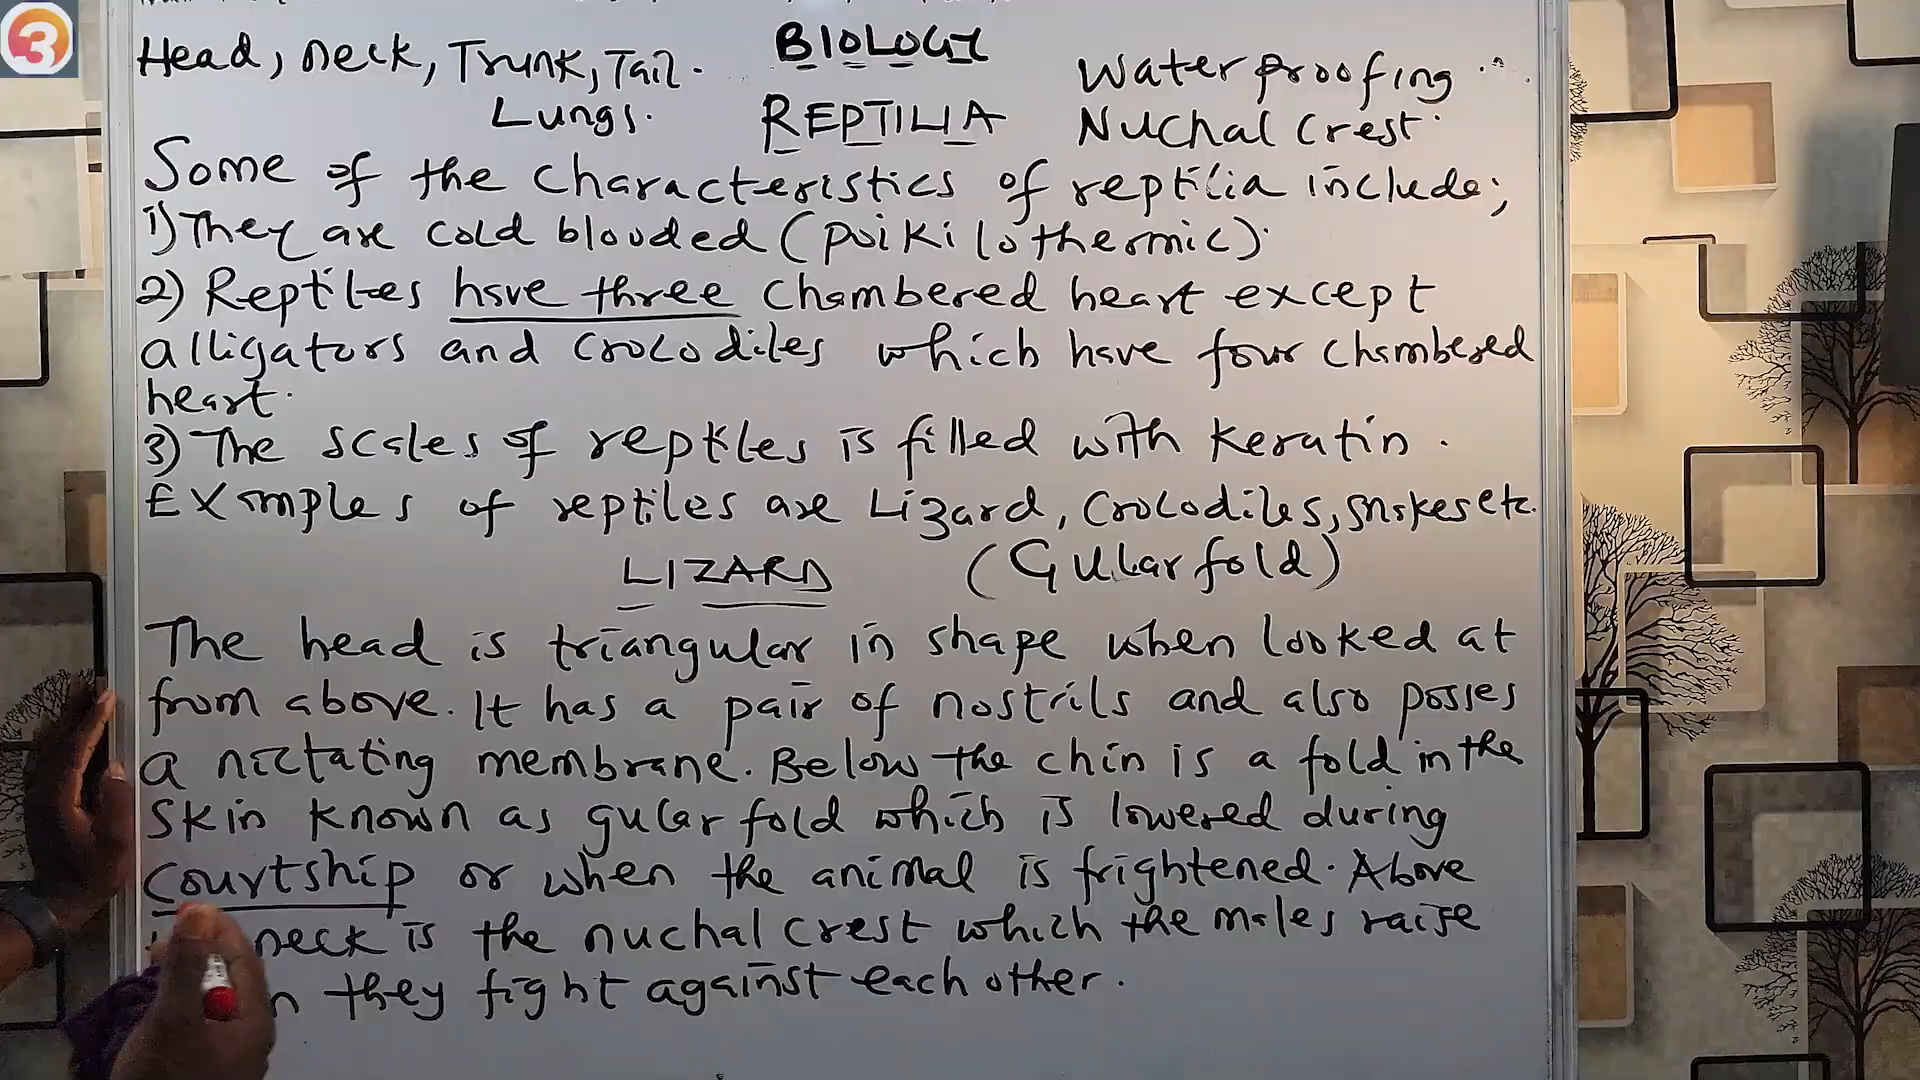 3
Head, neck, Trunk, Tail.
Lungs.
BIOLOGY
REPTILIA
Waterproofing
Nuchal Crest
Some of the characteristics of reptilia include;
1) They are cold blooded (poikilothermic).
2) Reptiles have three chambered heart except
alligators and crocodiles which have four chambered
heart.
3) The scales of reptiles is filled with keratin.
Examples of reptiles are Lizard, crocodiles, snakes etc.
LIZARD (Gular fold)
The head is triangular in shape when looked at
from above. It has a pair of nostrils and also posses
a nictating membrane. Below the chin is a fold in the
skin known as gular fold which is lowered during
courtship or when the animal is frightened. Above
neck is the nuchal crest which the males raise
they fight against each other.